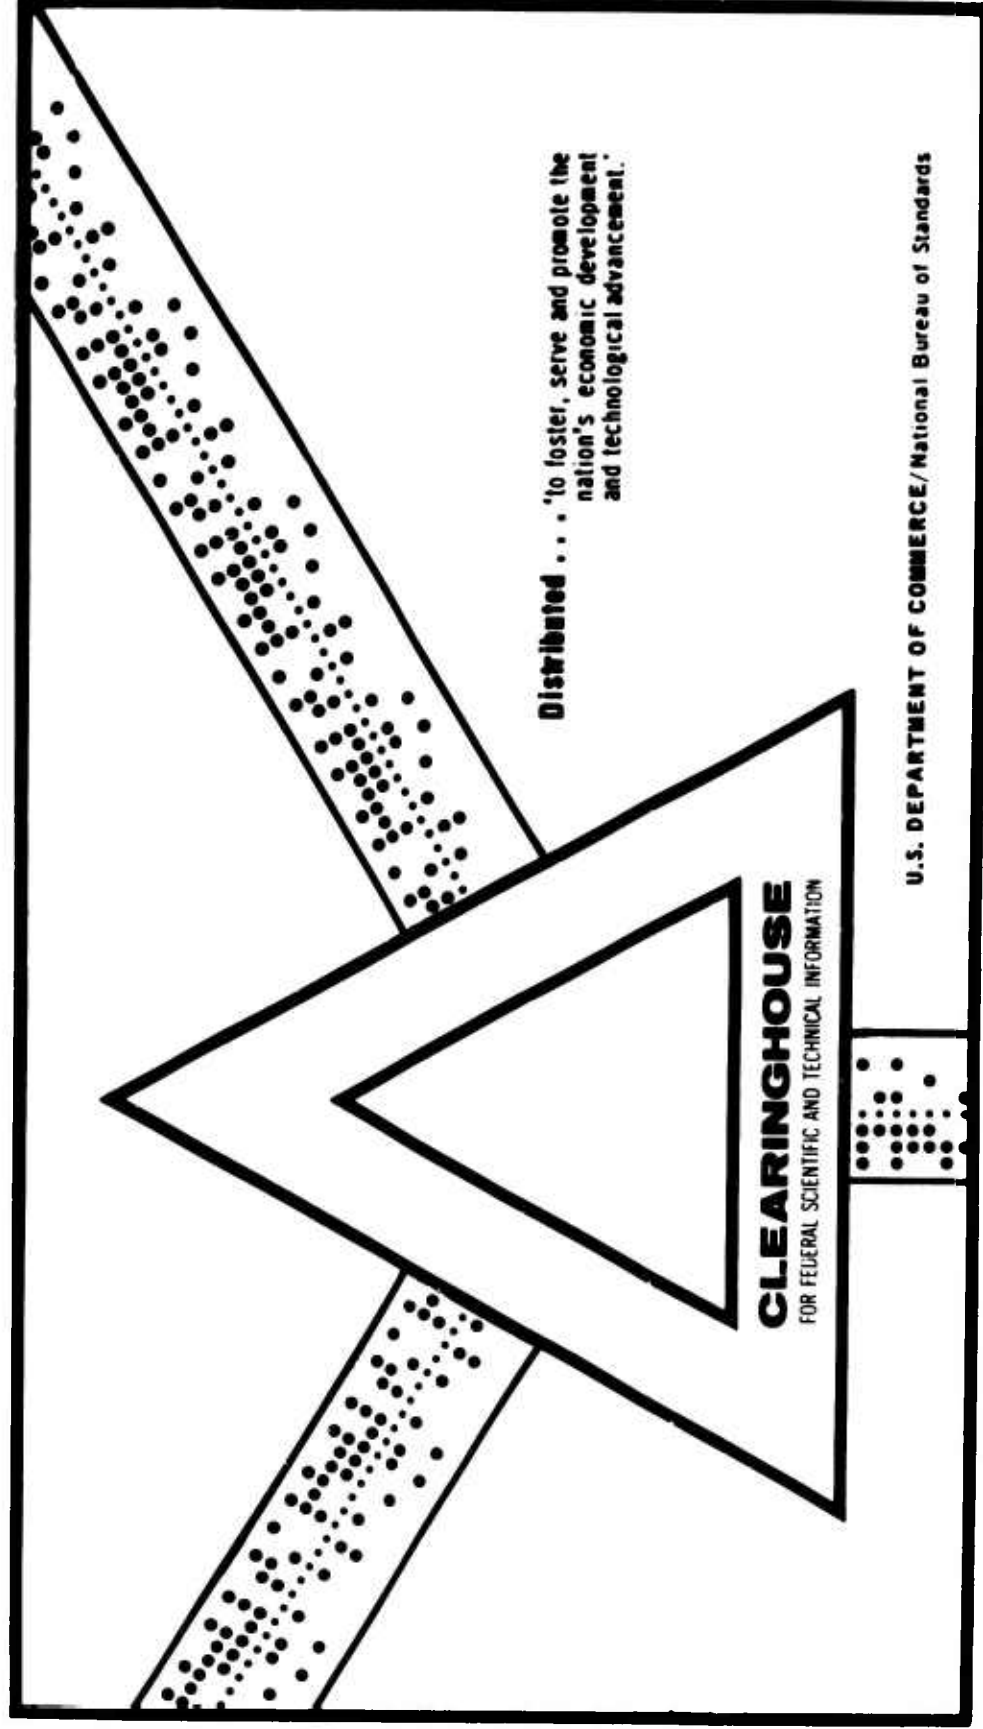 Distributed . . . 'to foster, serve and promote the
nation's economic development
and technological advancement.'
CLEARINGHOUSE
FOR FEDERAL SCIENTIFIC AND TECHNICAL INFORMATION
U.S. DEPARTMENT OF COMMERCE/National Bureau of Standards